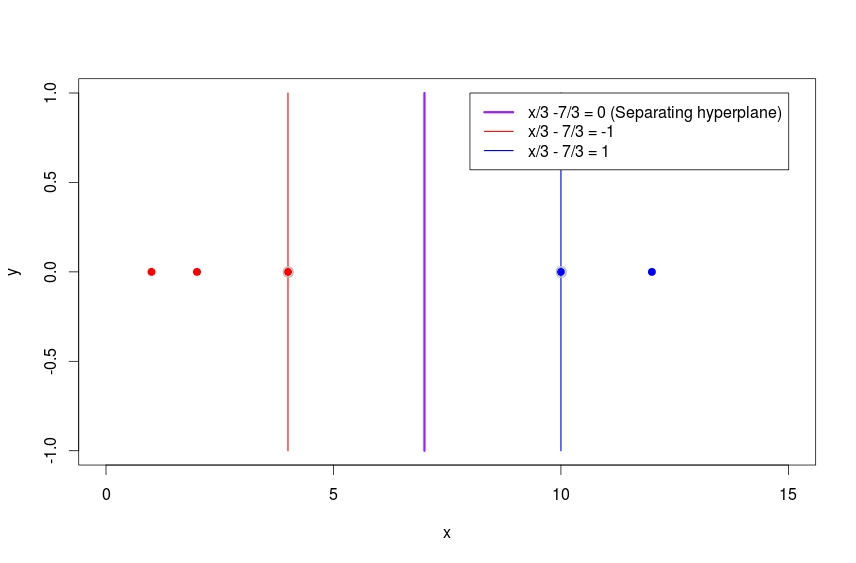 x/3 -7/3 = 0 (Separating hyperplane)
x/3 - 7/3 = -1
x/3 - 7/3 = 1
y
1.0
0.5
0.0
-0.5
-1.0
0 5 10 15
x